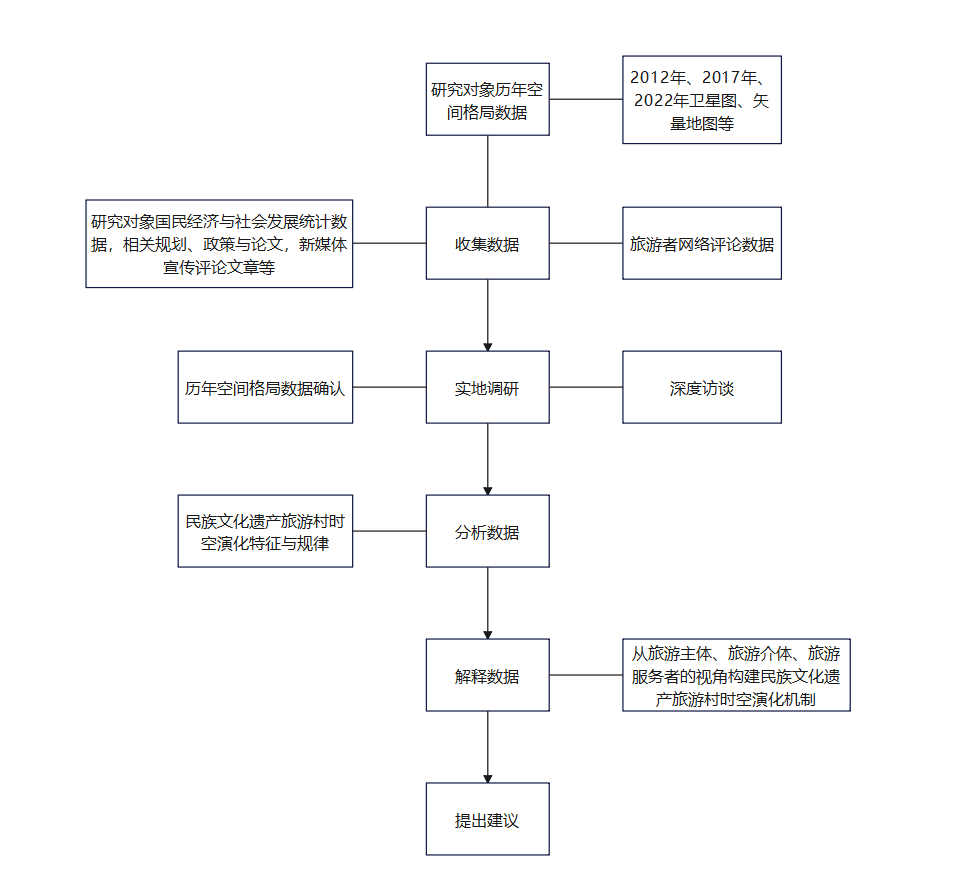 研究对象历年空
间格局数据
2012年、2017年、
2022年卫星图、矢
量地图等
研究对象国民经济与社会发展统计数
据，相关规划、政策与论文，新媒体
宣传评论文章等
收集数据
旅游者网络评论数据
历年空间格局数据确认
实地调研
深度访谈
民族文化遗产旅游村时
空演化特征与规律
分析数据
解释数据
从旅游主体、旅游介体、旅游
服务者的视角构建民族文化遗
产旅游村时空演化机制
提出建议